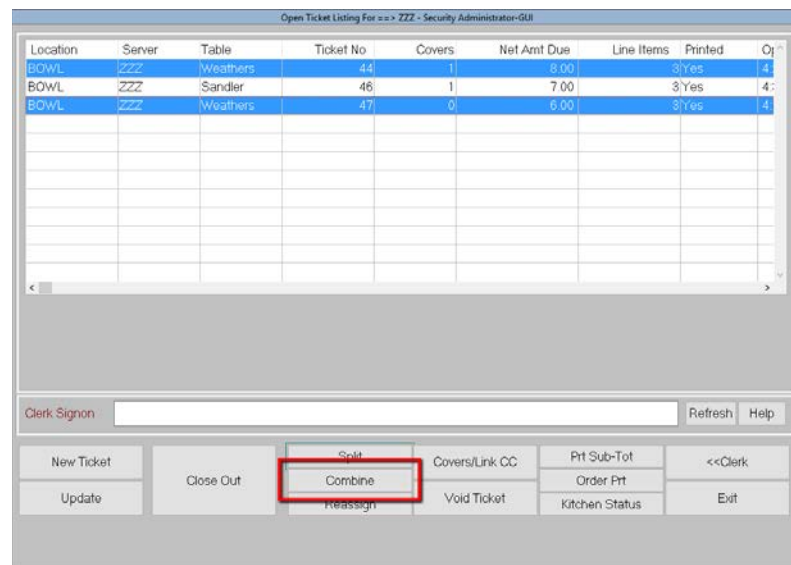 Open Ticket Listing For ==> ZZZ - Security Administrator-GUI
Location Server Table Ticket No Covers Net Amt Due Line Items Printed
BOWL ZZZ Weathers 44 1 8.00 3 Yes
BOWL ZZZ Sandler 46 1 7.00 3 Yes
BOWL ZZZ Weathers 47 0 6.00 3 Yes
Clerk Signon Refresh Help
New Ticket Close Out Split Covers/Link CC Prt Sub-Tot <<Clerk
Combine Order Prt
Update Reassign Void Ticket Kitchen Status Exit